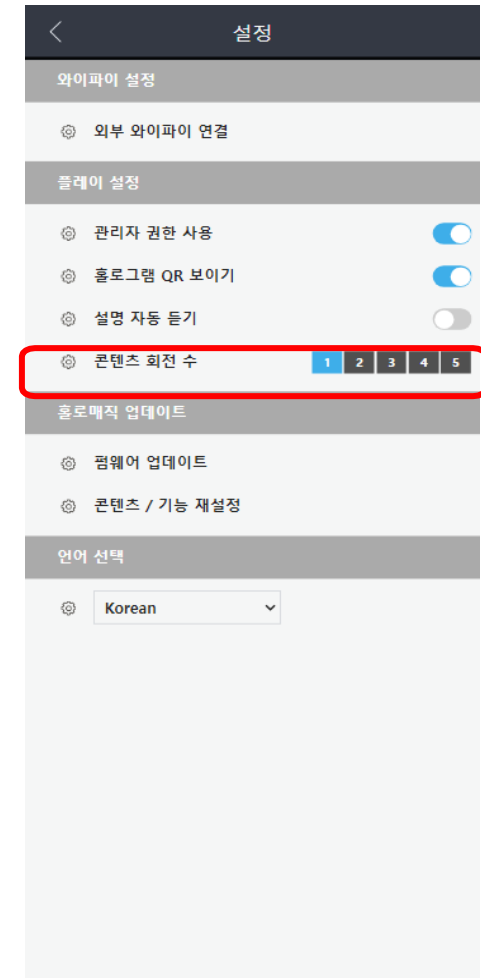 설정
와이파이 설정
외부 와이파이 연결
플레이 설정
관리자 권한 사용
홀로그램 QR 보이기
설명 자동 듣기
콘텐츠 회전 수 1 2 3 4 5
홀로매직 업데이트
펌웨어 업데이트
콘텐츠 / 기능 재설정
언어 선택
Korean